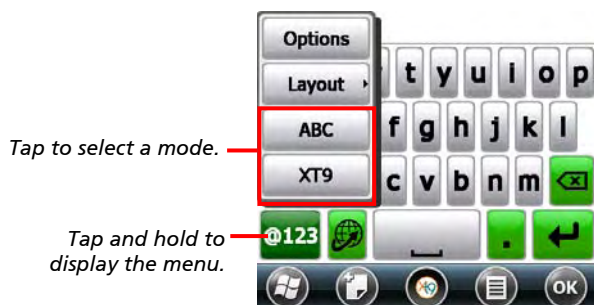 Options
Layout
t y u i o p
Tap to select a mode.
ABC
f g h j k l
XT9
c v b n m
Tap and hold to
display the menu.
@123
.
OK